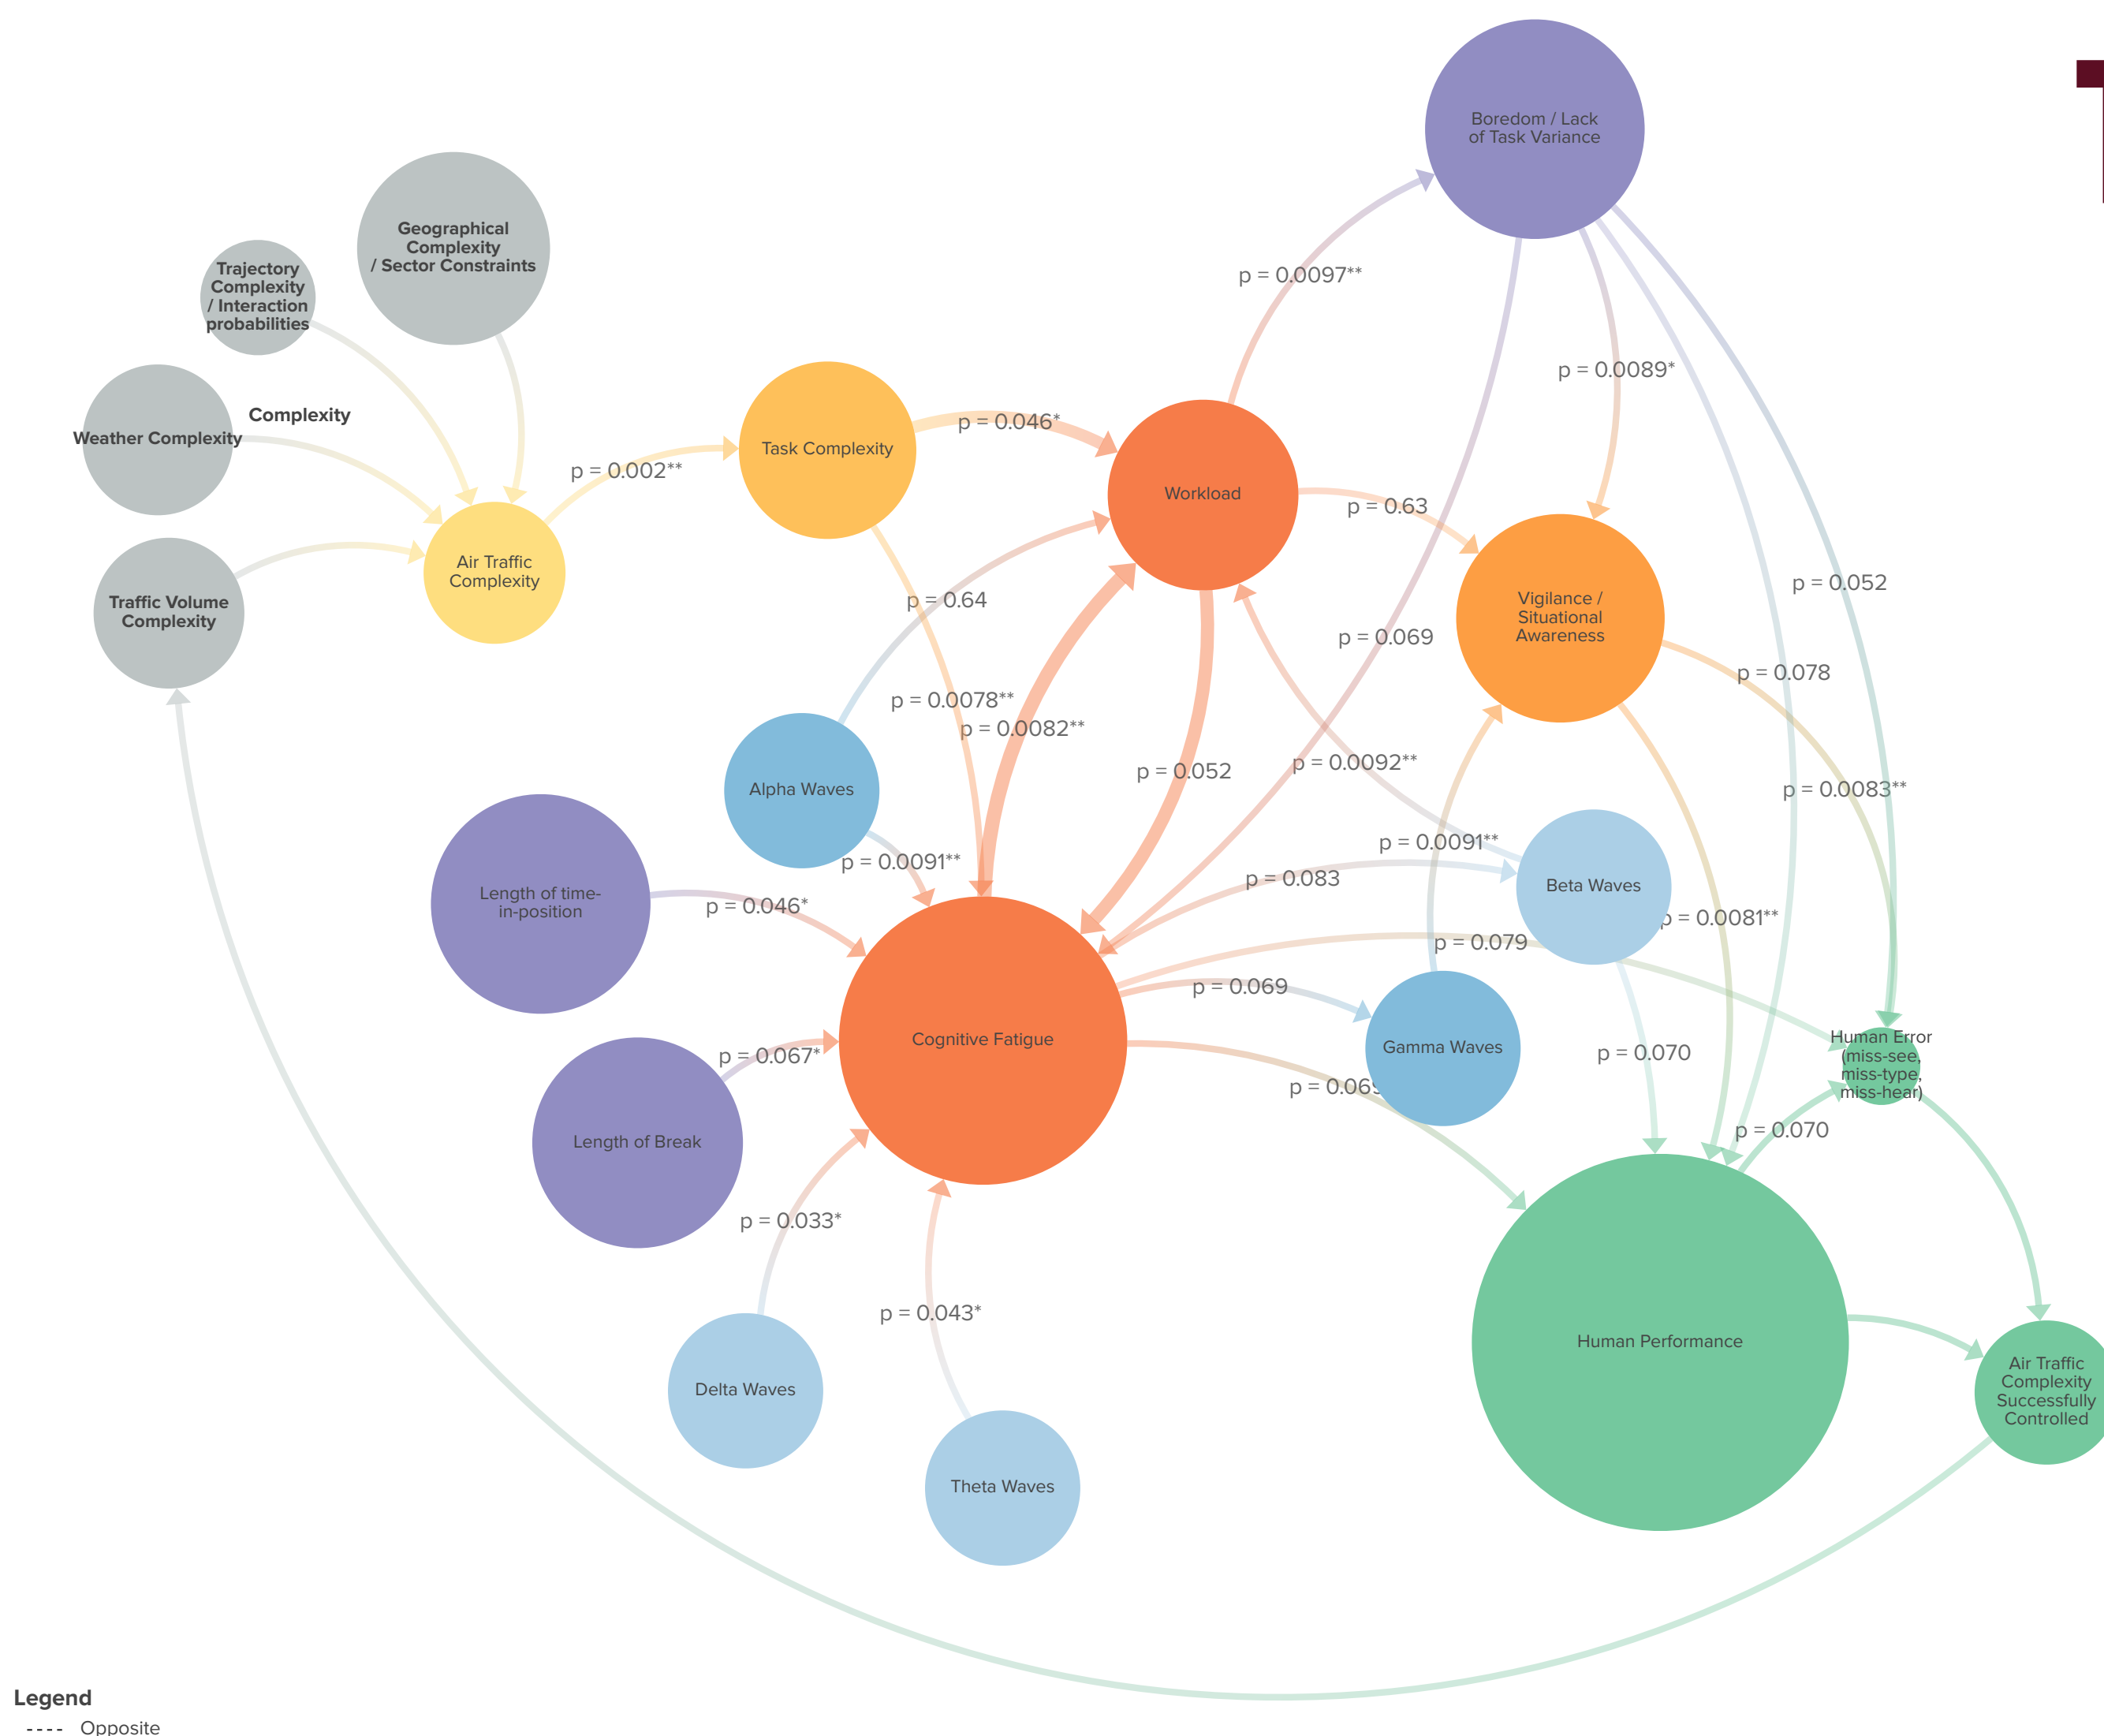 Boredom / Lack
of Task Variance
Geographical
Complexity
/ Sector Constraints
Trajectory
Complexity
/ Interaction
probabilities
p = 0.0097**
p = 0.0089*
Complexity
Weather Complexity
p = 0.046*
Task Complexity
p = 0.002**
Workload
p = 0.63
Air Traffic
Complexity
p = 0.052
Traffic Volume
Complexity
p = 0.64
Vigilance /
Situational
Awareness
p = 0.069
p = 0.078
p = 0.0078**
p = 0.0082**
p = 0.0092**
p = 0.052
Alpha Waves
p = 0.0083**
p = 0.0091**
p = 0.0091**
p = 0.083
Beta Waves
Length of time-
in-position
p = 0.046*
p = 0.0081**
p = 0.079
p = 0.069
Cognitive Fatigue
Gamma Waves
Human Error
(miss-see,
miss-type,
miss-hear)
p = 0.067*
p = 0.070
p = 0.069
p = 0.070
Length of Break
p = 0.033*
p = 0.043*
Human Performance
Air Traffic
Complexity
Successfully
Controlled
Delta Waves
Theta Waves
Legend
---- Opposite